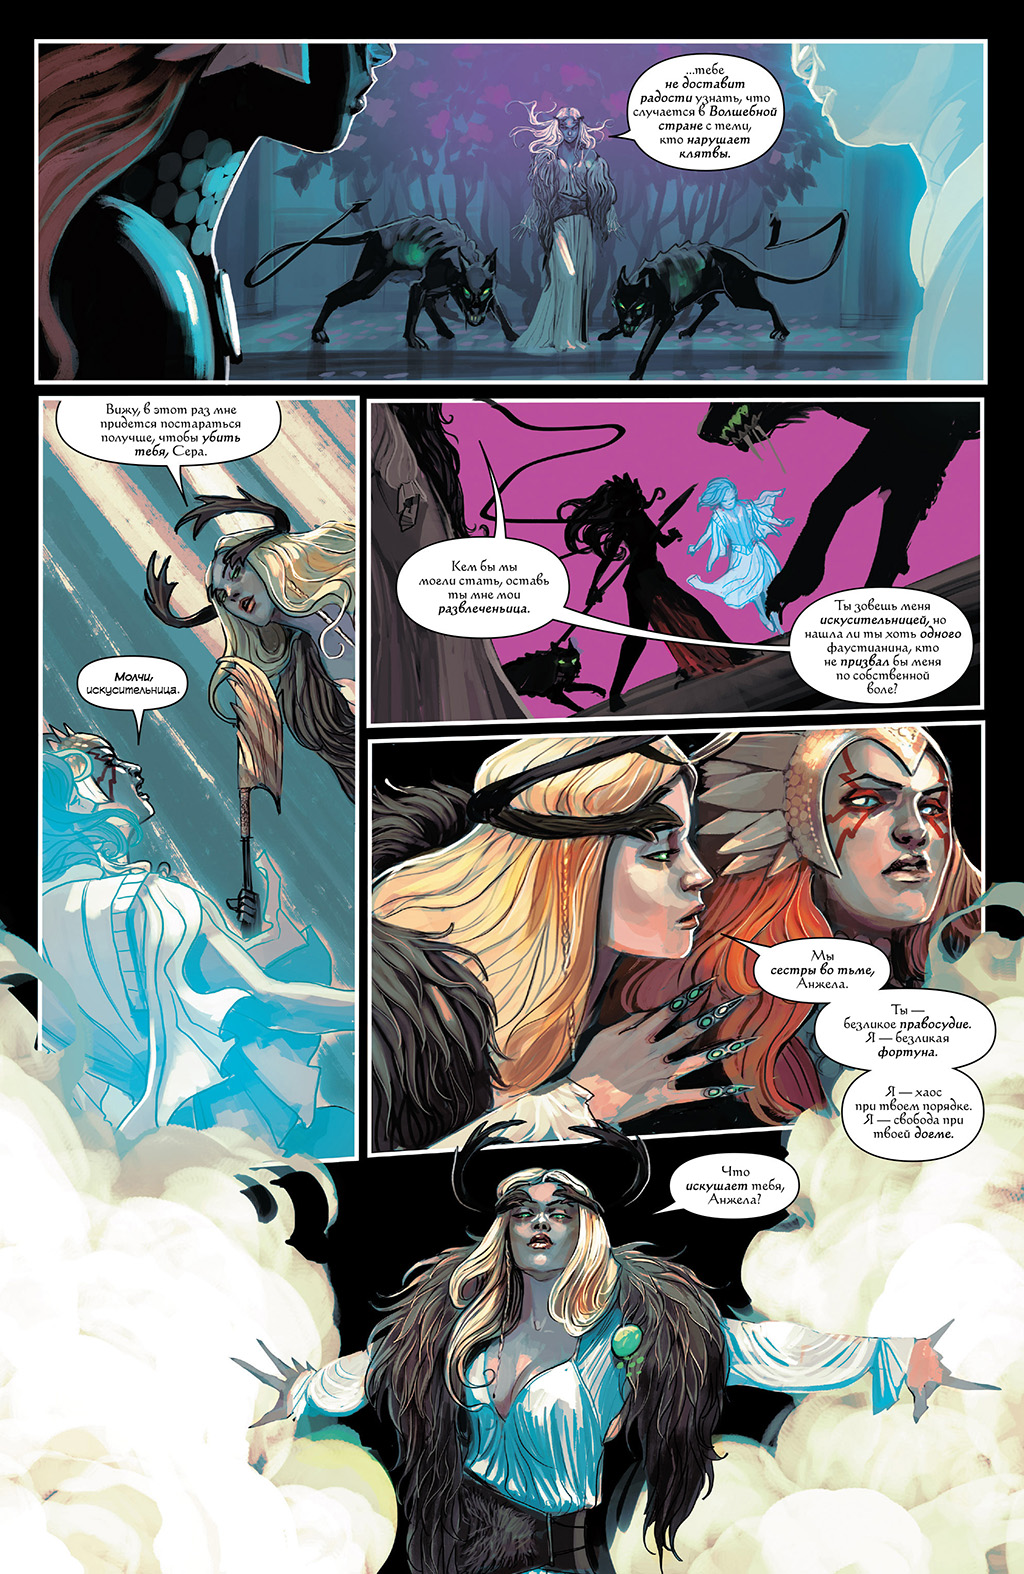 ...тебе
не доставит
радости узнать, что
случается в Волшебной
стране с теми,
кто нарушает
клятвы.
Вижу, в этот раз мне
придется постараться
получше, чтобы убить
тебя, Сера.
Молчи,
искусительница.
Кем бы мы
могли стать, оставь
ты мне мои
развлеченьица.
Ты зовешь меня
искусительницей, но
нашла ли ты хоть одного
фаустианина, кто
не призвал бы меня
по собственной
воле?
Мы
сестры во тьме,
Анжела.
Ты —
безликое правосудие.
Я — безликая
фортуна.
Я — хаос
при твоем порядке.
Я — свобода при
твоей догме.
Что
искушает тебя,
Анжела?